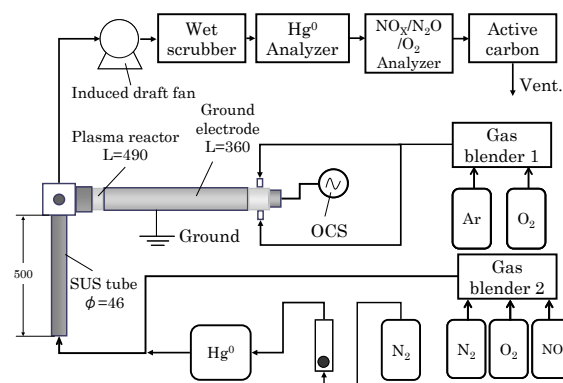 Wet
scrubber
Hg⁰
Analyzer
NOX/N2O
/O2
Analyzer
Active
carbon
Induced draft fan
Vent.
Ground
electrode
L=360
Plasma reactor
L=490
Gas
blender 1
Ar
O2
OCS
Ground
500
SUS tube
ϕ=46
Gas
blender 2
Hg⁰
N2
N2
O2
NO